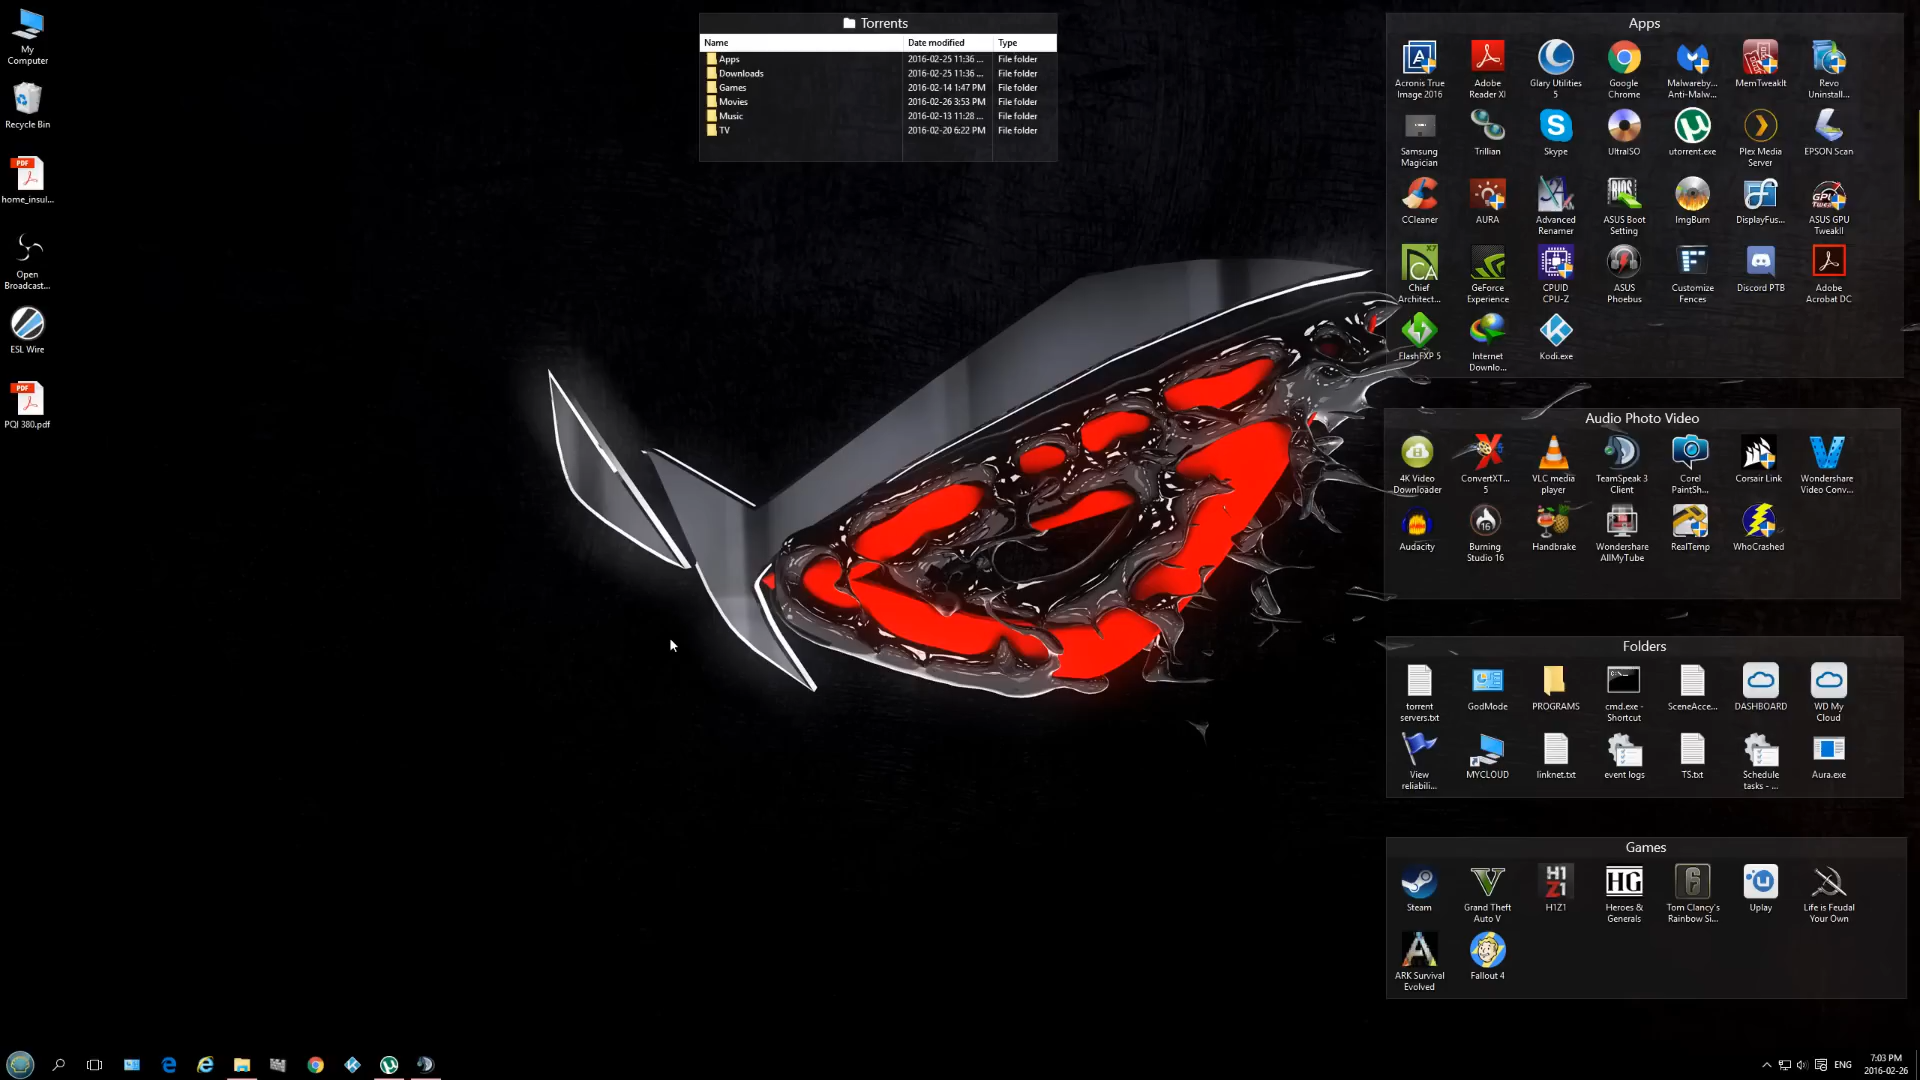 My
Computer
Recycle Bin
PDF
home_insul...
Open
Broadcast...
ESL Wire
PDF
PQI 380.pdf
Torrents
Name Date modified Type
Apps 2016-02-25 11:36 ... File folder
Downloads 2016-02-25 11:36 ... File folder
Games 2016-02-14 1:47 PM File folder
Movies 2016-02-26 3:53 PM File folder
Music 2016-02-13 11:28 ... File folder
TV 2016-02-20 6:22 PM File folder
Apps
Acronis True
Image 2016
Adobe
Reader XI
Glary Utilities
5
Google
Chrome
Malwareby...
Anti-Malw...
MemTweakIt
Revo
Uninstall...
Samsung
Magician
Trillian
Skype
UltraISO
utorrent.exe
Plex Media
Server
EPSON Scan
CCleaner
AURA
Advanced
Renamer
BIOS
ASUS Boot
Setting
ImgBurn
DisplayFus...
ASUS GPU
TweakII
X7
CA
Chief
Architect...
GeForce
Experience
CPUID
CPU-Z
ASUS
Phoebus
Customize
Fences
Discord PTB
Adobe
Acrobat DC
FlashFXP 5
Internet
Downlo...
Kodi.exe
Audio Photo Video
4K Video
Downloader
ConvertXT...
5
VLC media
player
TeamSpeak 3
Client
Corel
PaintSh...
Corsair Link
Wondershare
Video Conv...
Audacity
16
Burning
Studio 16
Handbrake
Wondershare
AllMyTube
RealTemp
WhoCrashed
Folders
torrent
servers.txt
GodMode
PROGRAMS
cmd.exe -
Shortcut
SceneAcce...
DASHBOARD
WD My
Cloud
View
reliabili...
MYCLOUD
linknet.txt
event logs
TS.txt
Schedule
tasks - ...
Aura.exe
Games
Steam
Grand Theft
Auto V
H1
Z1
H1Z1
HG
Heroes &
Generals
6
Tom Clancy's
Rainbow Si...
Uplay
Life is Feudal
Your Own
ARK Survival
Evolved
Fallout 4
ENG
7:03 PM
2016-02-26